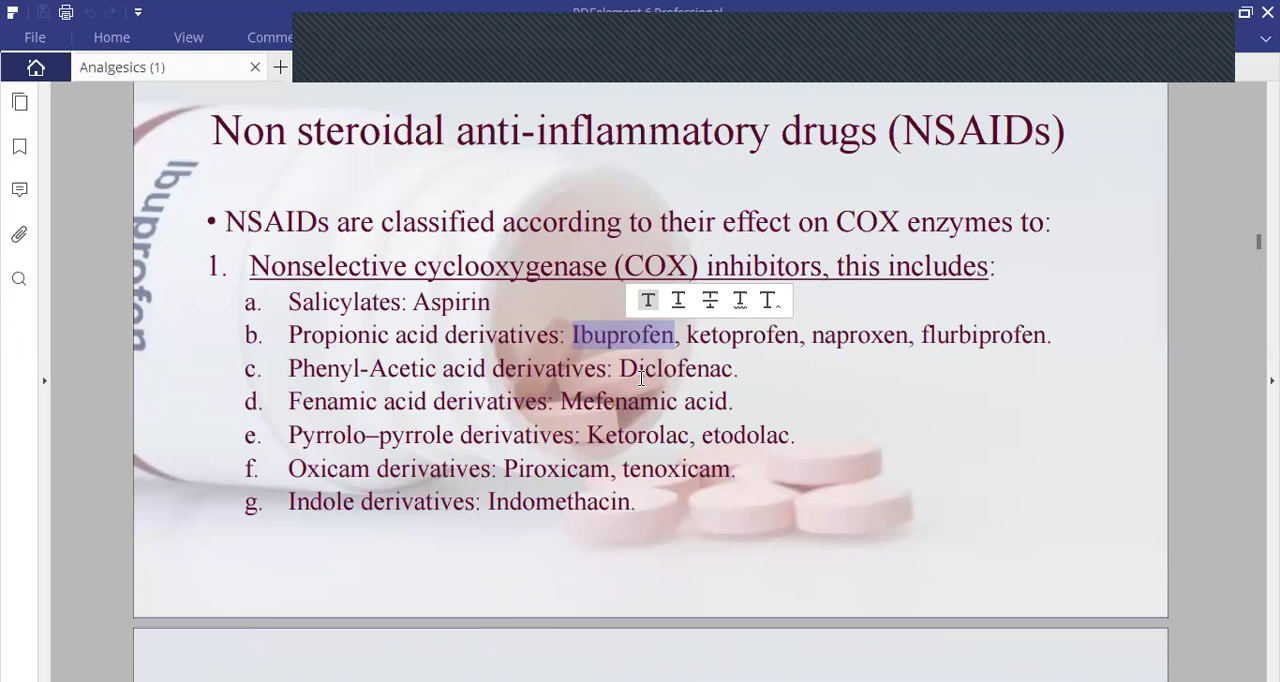 File Home View Comme
Analgesics (1)
Non steroidal anti-inflammatory drugs (NSAIDs)
Ibuprofen
• NSAIDs are classified according to their effect on COX enzymes to:
1. Nonselective cyclooxygenase (COX) inhibitors, this includes:
a. Salicylates: Aspirin
b. Propionic acid derivatives: Ibuprofen, ketoprofen, naproxen, flurbiprofen.
c. Phenyl-Acetic acid derivatives: Diclofenac.
d. Fenamic acid derivatives: Mefenamic acid.
e. Pyrrolo–pyrrole derivatives: Ketorolac, etodolac.
f. Oxicam derivatives: Piroxicam, tenoxicam.
g. Indole derivatives: Indomethacin.